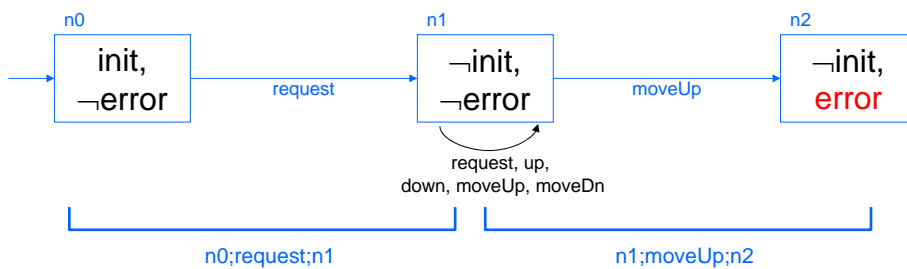 n0
n1
n2
init,
¬error
request
¬init,
¬error
moveUp
¬init,
error
request, up,
down, moveUp, moveDn
n0;request;n1
n1;moveUp;n2